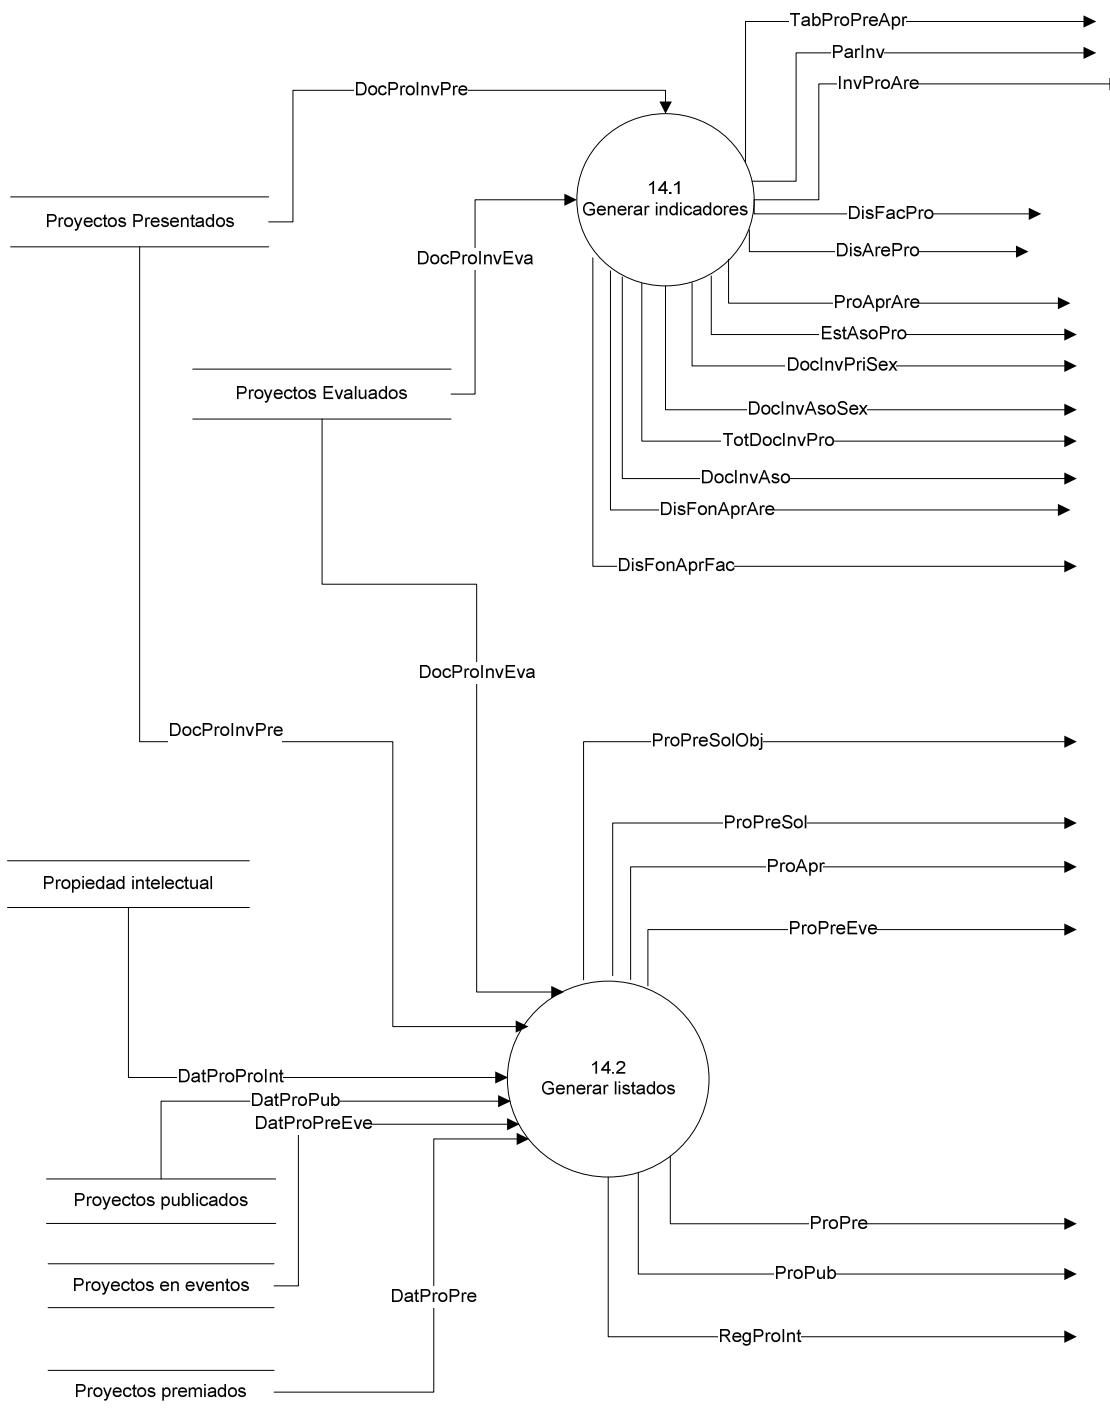 TabProPreApr
ParInv
InvProAre
DocProInvPre
14.1
Generar indicadores
Proyectos Presentados
DisFacPro
DisArePro
DocProInvEva
ProAprAre
EstAsoPro
DocInvPriSex
Proyectos Evaluados
DocInvAsoSex
TotDocInvPro
DocInvAso
DisFonAprAre
DisFonAprFac
DocProInvEva
DocProInvPre
ProPreSolObj
ProPreSol
ProApr
Propiedad intelectual
ProPreEve
14.2
Generar listados
DatProProInt
DatProPub
DatProPreEve
Proyectos publicados
ProPre
ProPub
Proyectos en eventos
DatProPre
RegProInt
Proyectos premiados